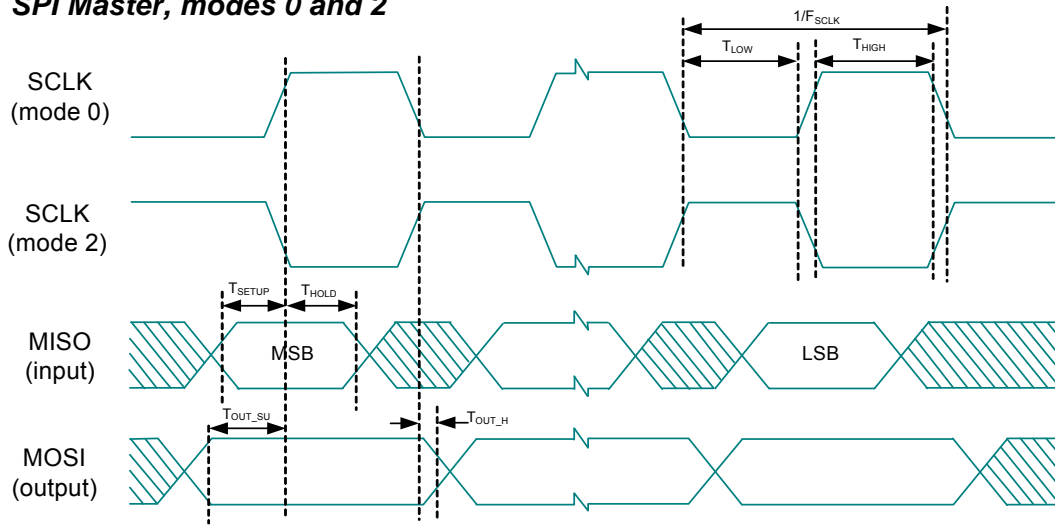 SPI Master, modes 0 and 2
1/FSCLK
TLOW
THIGH
SCLK
(mode 0)
SCLK
(mode 2)
TSETUP
THOLD
MISO
(input)
MSB
LSB
TOUT_SU
TOUT_H
MOSI
(output)